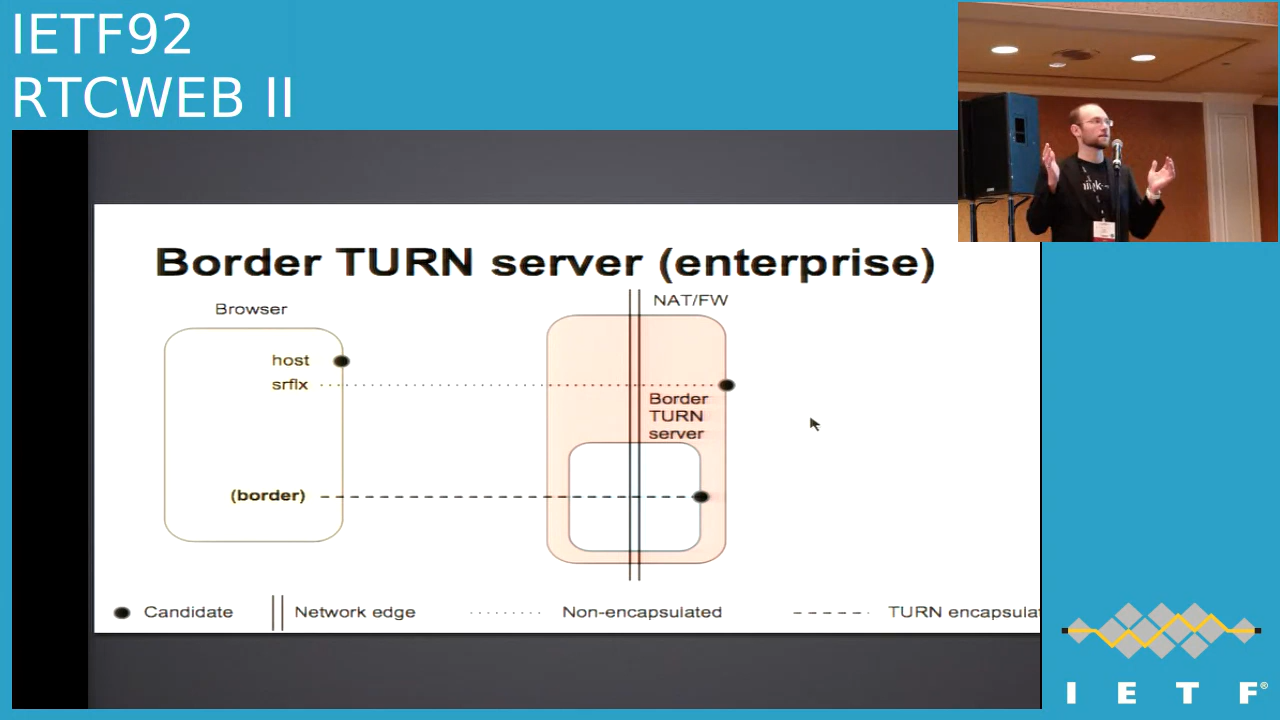 IETF92
RTCWEB II
Border TURN server (enterprise)
NAT/FW
Browser
host
srflx
Border
TURN
server
(border)
Candidate
Network edge
Non-encapsulated
TURN encapsulat
I E T F®